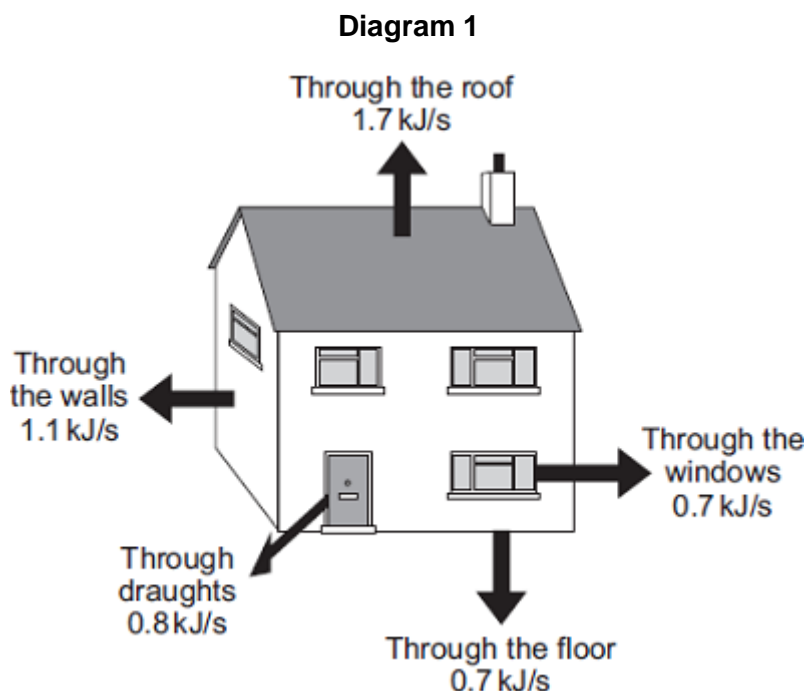 Diagram 1
Through the roof
1.7 kJ/s
Through
the walls
1.1 kJ/s
Through the
windows
0.7 kJ/s
Through
draughts
0.8 kJ/s
Through the floor
0.7 kJ/s